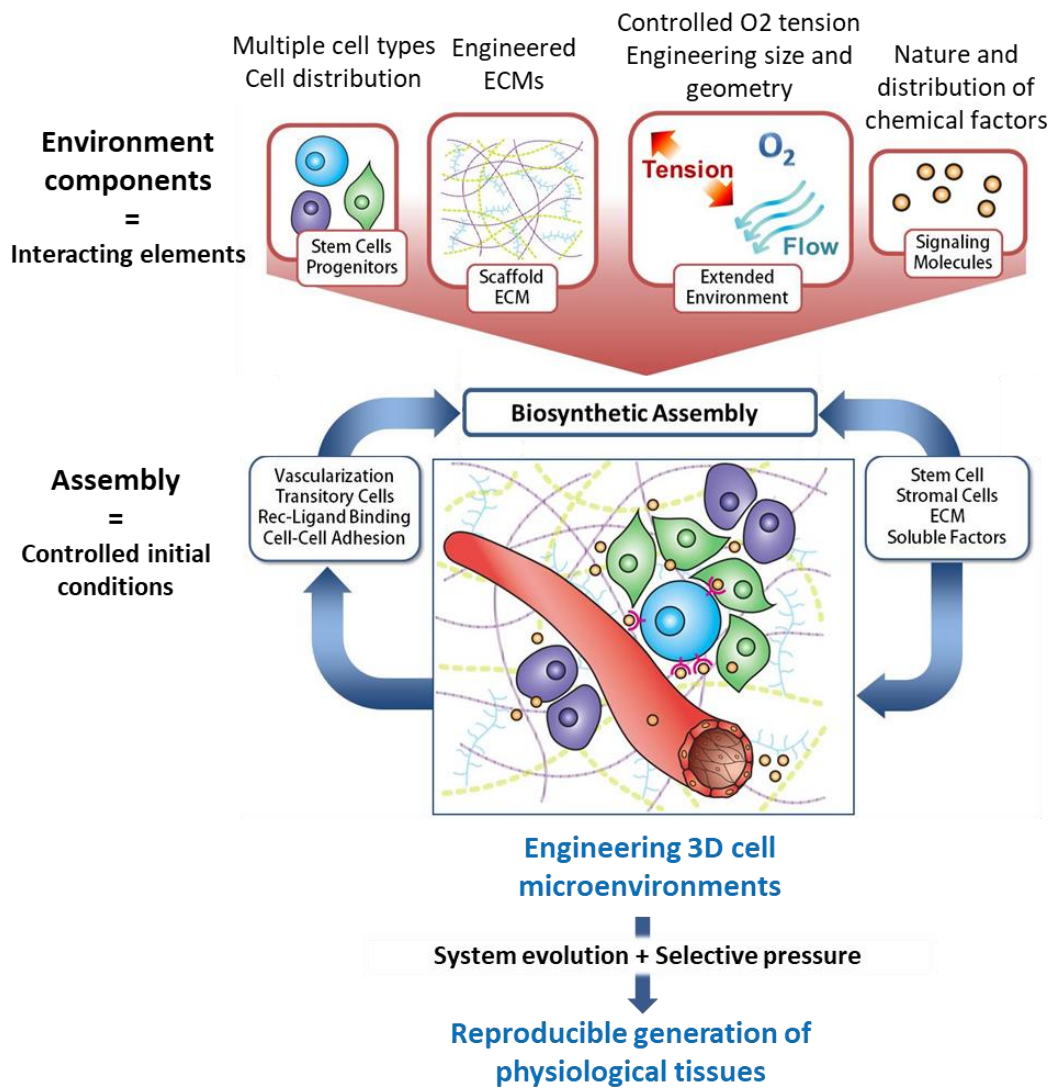 Multiple cell types
Cell distribution
Engineered
ECMs
Controlled O2 tension
Engineering size and
geometry
Nature and
distribution of
chemical factors
Environment
components
=
Interacting elements
Stem Cells
Progenitors
Scaffold
ECM
Tension
O2
Flow
Extended
Environment
Signaling
Molecules
Biosynthetic Assembly
Assembly
=
Controlled initial
conditions
Vascularization
Transitory Cells
Rec-Ligand Binding
Cell-Cell Adhesion
Stem Cell
Stromal Cells
ECM
Soluble Factors
Engineering 3D cell
microenvironments
System evolution + Selective pressure
Reproducible generation of
physiological tissues